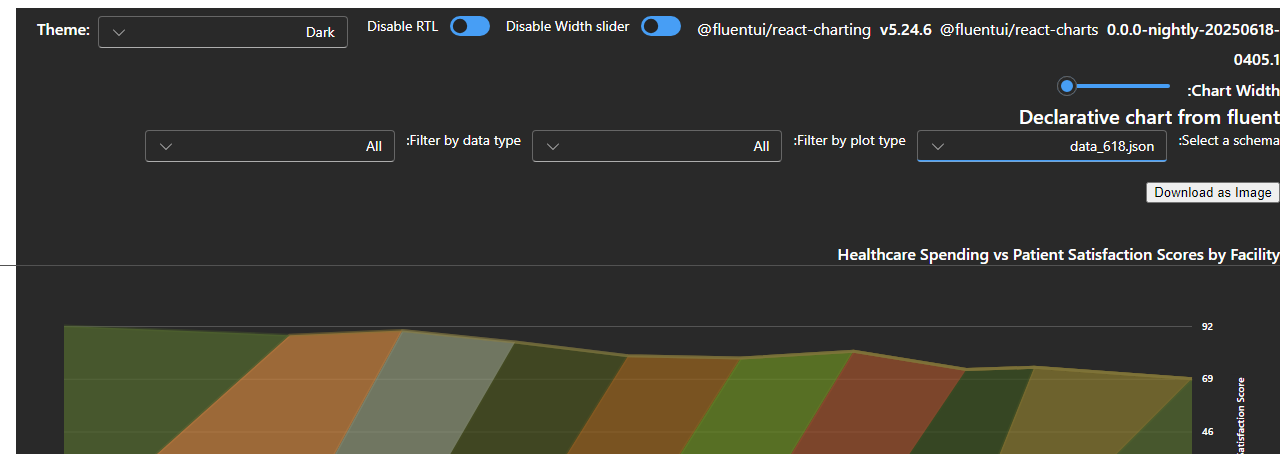 Theme: Dark Disable RTL Disable Width slider @fluentui/react-charting v5.24.6 @fluentui/react-charts 0.0.0-nightly-20250618-
0405.1
:Chart Width
Declarative chart from fluent
:Select a schema data_618.json :Filter by plot type All :Filter by data type All
Download as Image
Healthcare Spending vs Patient Satisfaction Scores by Facility
92
69
46
Satisfaction Score